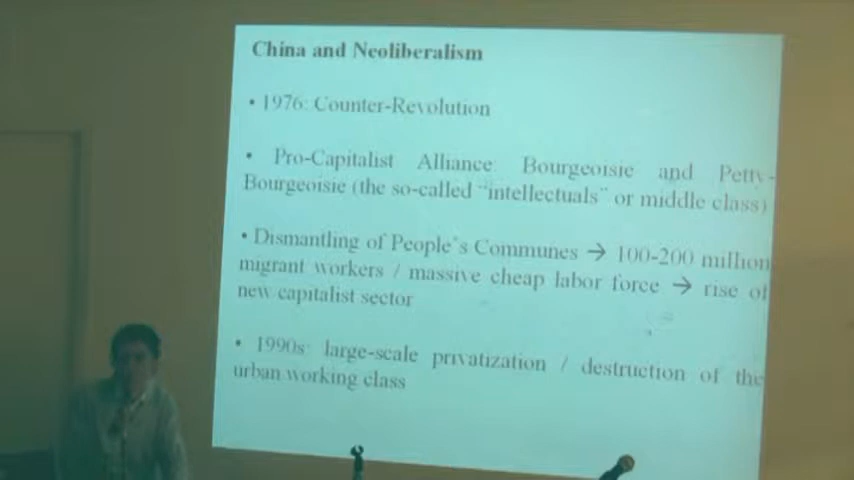 China and Neoliberalism
• 1976: Counter-Revolution
• Pro-Capitalist Alliance: Bourgeoisie and Petty-
Bourgeoisie (the so-called “intellectuals” or middle class)
• Dismantling of People’s Communes → 100-200 million
migrant workers / massive cheap labor force → rise of
new capitalist sector
• 1990s: large-scale privatization / destruction of the
urban working class